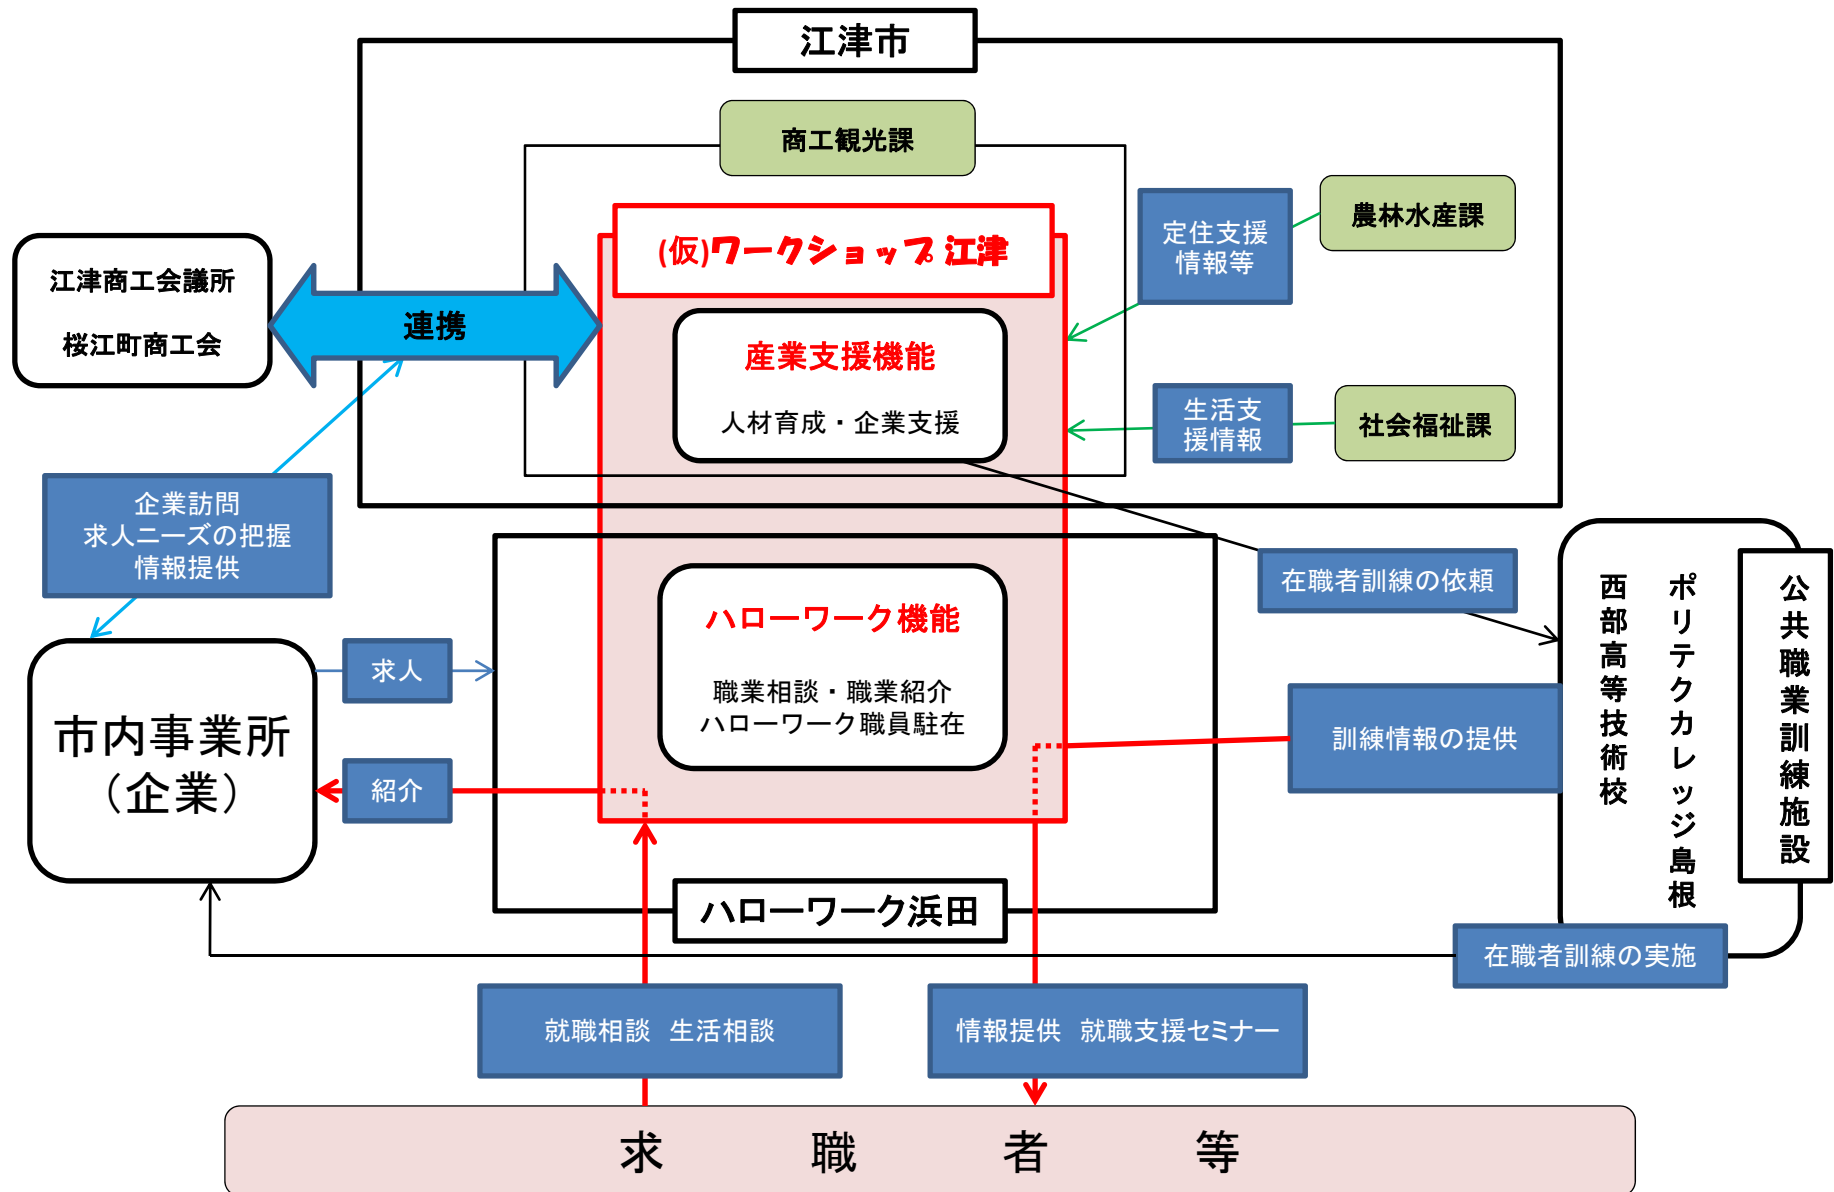 江津市
商工観光課
(仮)ワークショップ江津
農林水産課
定住支援
情報等
江津商工会議所
桜江町商工会
連携
産業支援機能
人材育成・企業支援
生活支
援情報
社会福祉課
企業訪問
求人ニーズの把握
情報提供
在職者訓練の依頼
公共職業訓練施設
ポリテクカレッジ島根
西部高等技術校
ハローワーク機能
職業相談・職業紹介
ハローワーク職員駐在
求人
市内事業所
（企業）
紹介
訓練情報の提供
ハローワーク浜田
在職者訓練の実施
就職相談　生活相談
情報提供　就職支援セミナー
求　職　者　等